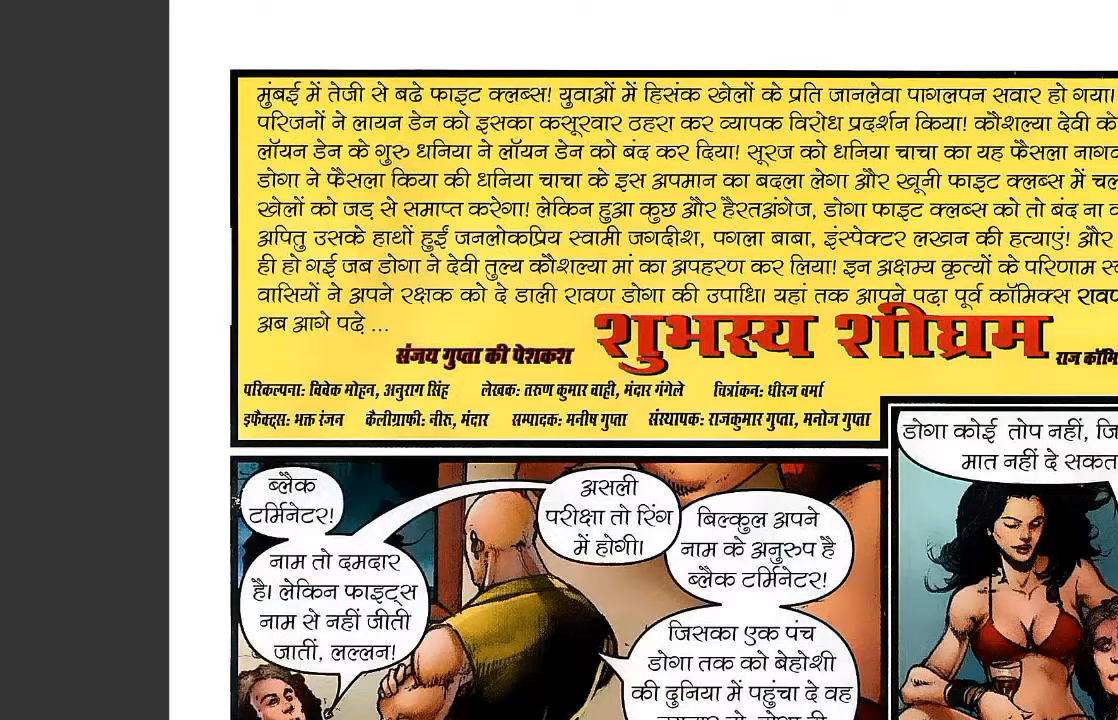 मुंबई में तेजी से बढे फाइट क्लब्स! युवाओं में हिसंक खेलों के प्रति जानलेवा पागलपन सवार हो गया।
परिजनों ने लायन डेन को इसका कसूरवार ठहरा कर व्यापक विरोध प्रदर्शन किया! कौशल्या देवी के
लॉयन डेन के गुरु धनिया ने लॉयन डेन को बंद कर दिया! सूरज को धनिया चाचा का यह फैसला
डोगा ने फैसला किया की धनिया चाचा के इस अपमान का बदला लेगा और खूनी फाइट क्लब्स में
खेलों को जड़ से समाप्त करेगा! लेकिन हुआ कुछ और हैरतअंगेज, डोगा फाइट क्लब्स को तो बंद ना
अपितु उसके हाथों हुई जनलोकप्रिय स्वामी जगदीश, पगला बाबा, इंस्पेक्टर लखन की हत्याएं! और
ही हो गई जब डोगा ने देवी तुल्य कौशल्या मां का अपहरण कर लिया! इन अक्षम्य कृत्यों के परिणाम
वासियों ने अपने रक्षक को दे डाली रावण डोगा की उपाधि। यहां तक आपने पढ़ा पूर्व कॉमिक्स
अब आगे पढ़े ...
शुभस्य शीघ्रम
संजय गुप्ता की पेशकश
राज
परिकल्पना: विवेक मोहन, अनुराग सिंह लेखक: तरुण कुमार वाही, मंदार गंगेले चित्रांकन: धीरज वर्मा
इफैक्ट्स: भक्त रंजन कैलीग्राफी: नीरू, मंदार सम्पादक: मनीष गुप्ता संस्थापक: राजकुमार गुप्ता, मनोज गुप्ता
ब्लैक
टर्मिनेटर!
नाम तो दमदार
है। लेकिन फाइट्स
नाम से नहीं जीती
जातीं, लल्लन!
असली
परीक्षा तो रिंग
में होगी।
बिल्कुल अपने
नाम के अनुरुप है
ब्लैक टर्मिनेटर!
जिसका एक पंच
डोगा तक को बेहोशी
की दुनिया में पहुंचा दे वह
डोगा कोई तोप नहीं,
मात नहीं दे